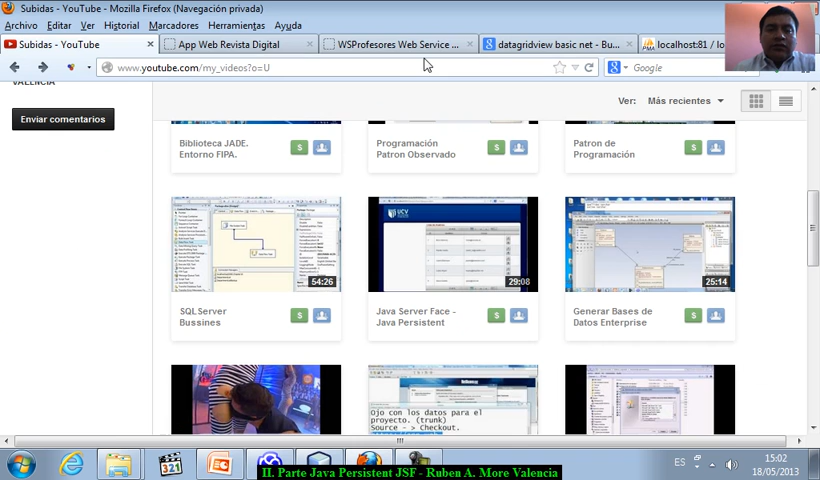 Subidas - YouTube - Mozilla Firefox (Navegación privada)
Archivo Editar Ver Historial Marcadores Herramientas Ayuda
Subidas - YouTube × App Web Revista Digital × WSProfesores Web Service ... × datagridview basic net - Bu... × localhost:81 / lo
www.youtube.com/my_videos?o=U Google
VALENCIA
Enviar comentarios
Ver: Más recientes
Biblioteca JADE.
Entorno FIPA.
$
Programación
Patron Observado
$
Patron de
Programación
$
54:26
UCV
29:08
25:14
SQL Server
Bussines
$
Java Server Face -
Java Persistent
$
Generar Bases de
Datos Enterprise
$
Ojo con los datos para el
proyecto. (trunk)
Source --> Checkout.
321
ES
15:02
18/05/2013
II. Parte Java Persistent JSF - Ruben A. More Valencia